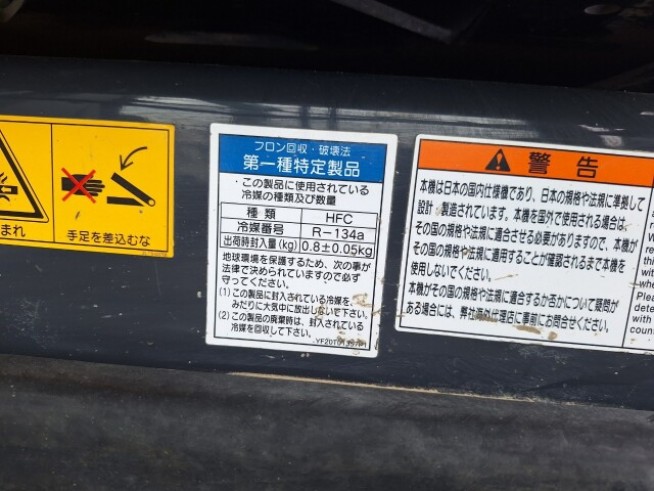 まれ
手足を差込むな
フロン回収・破壊法
第一種特定製品
・この製品に使用されている
冷媒の種類及び数量
種類 HFC
冷媒番号 R-134a
出荷時封入量(kg) 0.8±0.05kg
地球環境を保護するため、次の事が
法律で決められていますので必ず
守ってください。
(1)この製品に封入されている冷媒を、
みだりに大気中に放出しないで下さい。
(2)この製品の廃棄時は、封入されている
冷媒を回収して下さい。
警告
本機は日本の国内仕様機であり、日本の規格や法規に準拠して
設計 製造されています。本機を国外で使用される場合は、
その国の規格や法規に適合させる必要がありますので、本機が
その国の規格や法規に適用することが確認されるまで本機を
使用しないでください。
本機がその国の規格や法規に適合するか否かについて疑問が
ある場合には、弊社海外代理店に事前にお問合せください。